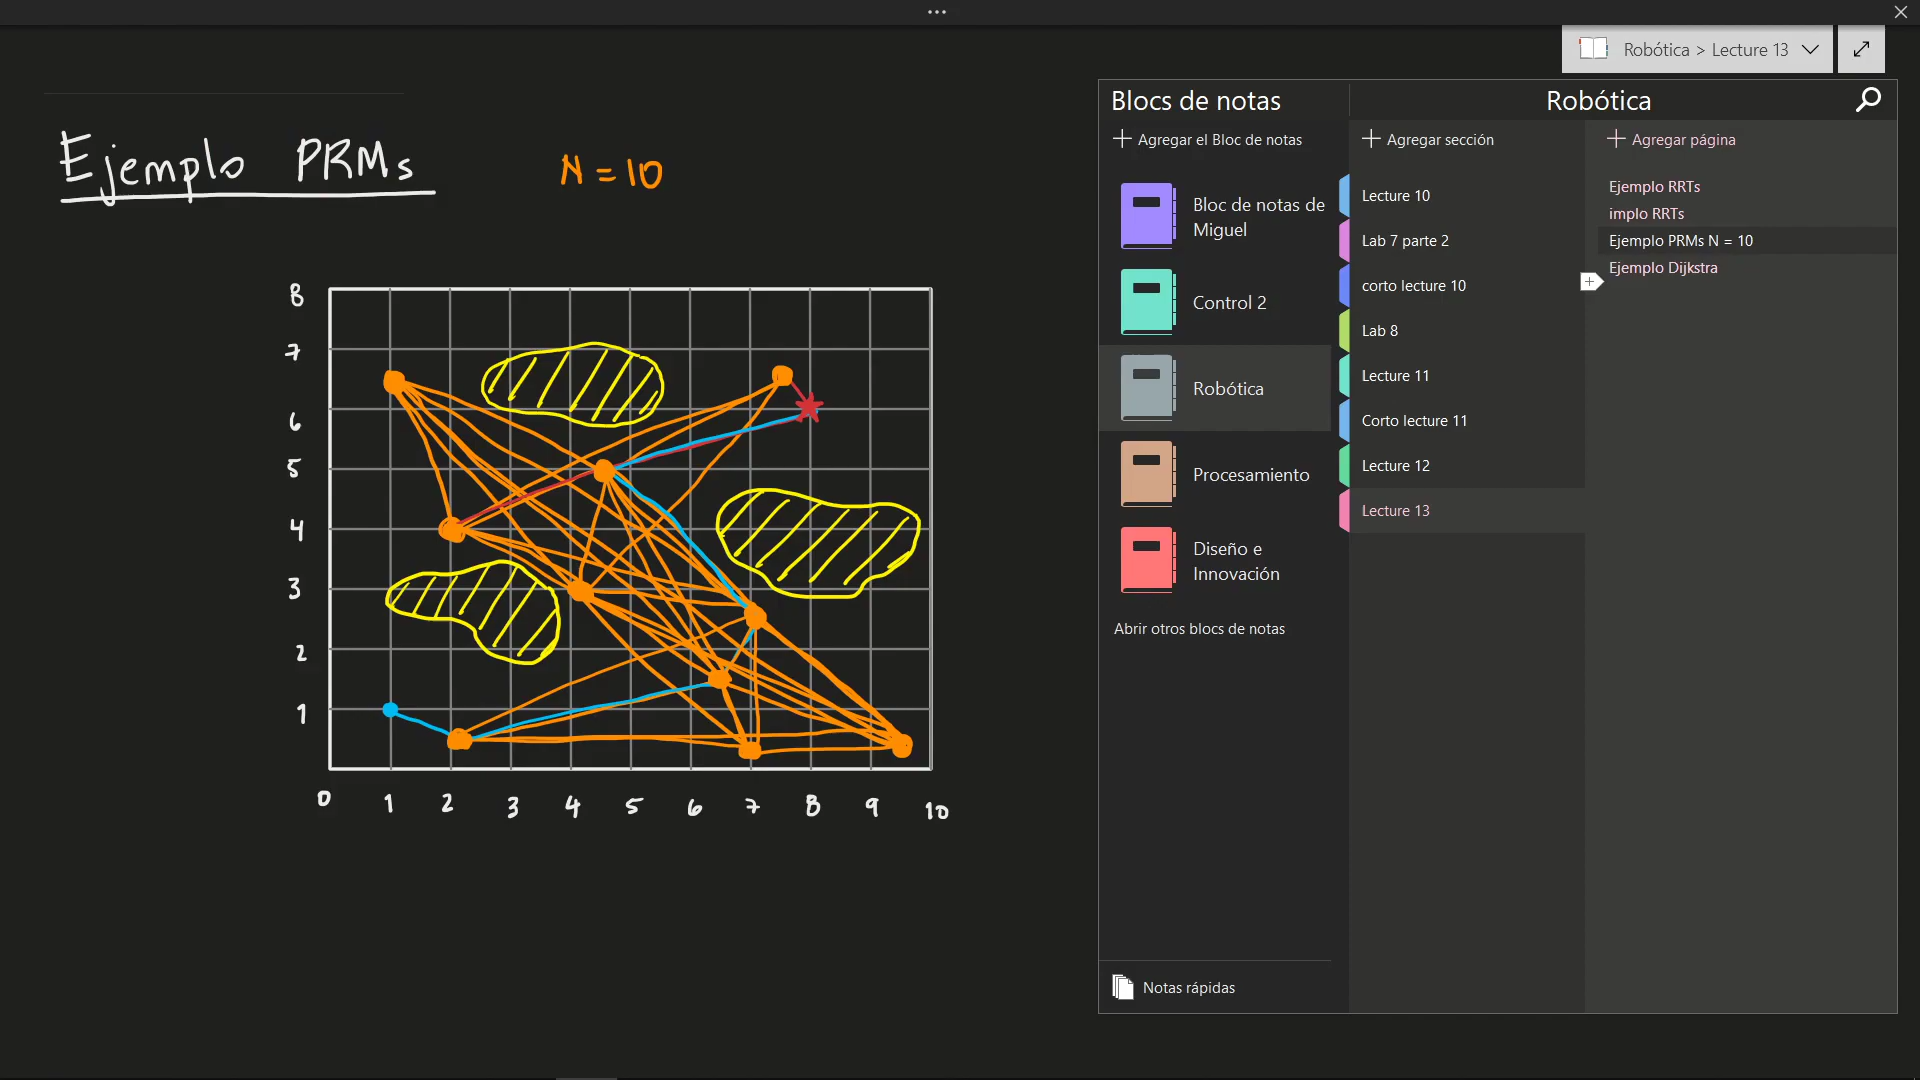 Robótica > Lecture 13
Ejemplo PRMs N = 10
8
7
6
5
4
3
2
1
0 1 2 3 4 5 6 7 8 9 10
Blocs de notas
Robótica
Agregar el Bloc de notas
Bloc de notas de
Miguel
Control 2
Robótica
Procesamiento
Diseño e
Innovación
Abrir otros blocs de notas
Notas rápidas
Agregar sección
Lecture 10
Lab 7 parte 2
corto lecture 10
Lab 8
Lecture 11
Corto lecture 11
Lecture 12
Lecture 13
Agregar página
Ejemplo RRTs
implo RRTs
Ejemplo PRMs N = 10
Ejemplo Dijkstra